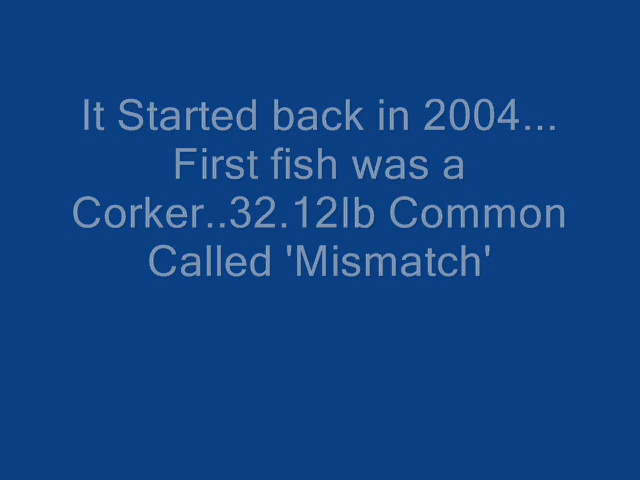 It Started back in 2004...
First fish was a
Corker..32.12lb Common
Called 'Mismatch'